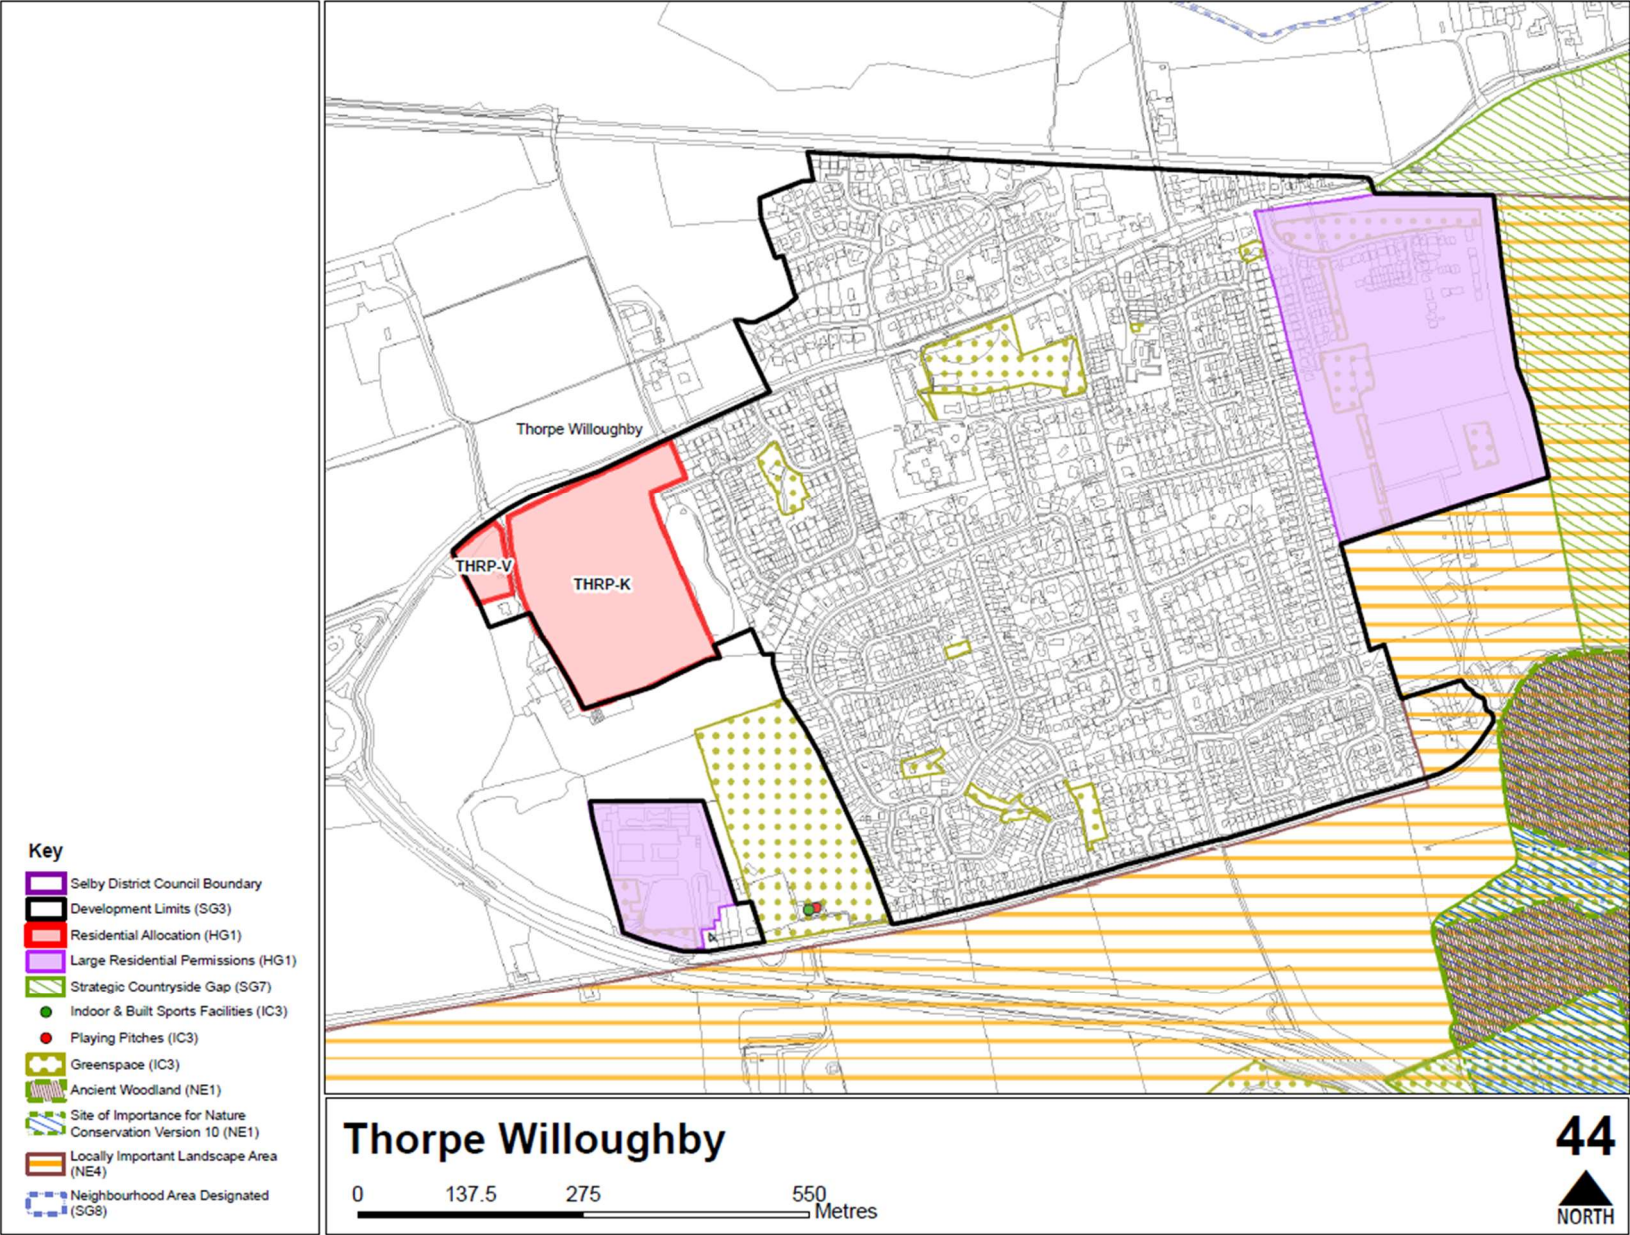 Thorpe Willoughby
THRP-V
THRP-K
Key
Selby District Council Boundary
Development Limits (SG3)
Residential Allocation (HG1)
Large Residential Permissions (HG1)
Strategic Countryside Gap (SG7)
Indoor & Built Sports Facilities (IC3)
Playing Pitches (IC3)
Greenspace (IC3)
Ancient Woodland (NE1)
Site of Importance for Nature
Conservation Version 10 (NE1)
Locally Important Landscape Area
(NE4)
Neighbourhood Area Designated
(SG8)
Thorpe Willoughby
44
0 137.5 275 550
Metres
NORTH